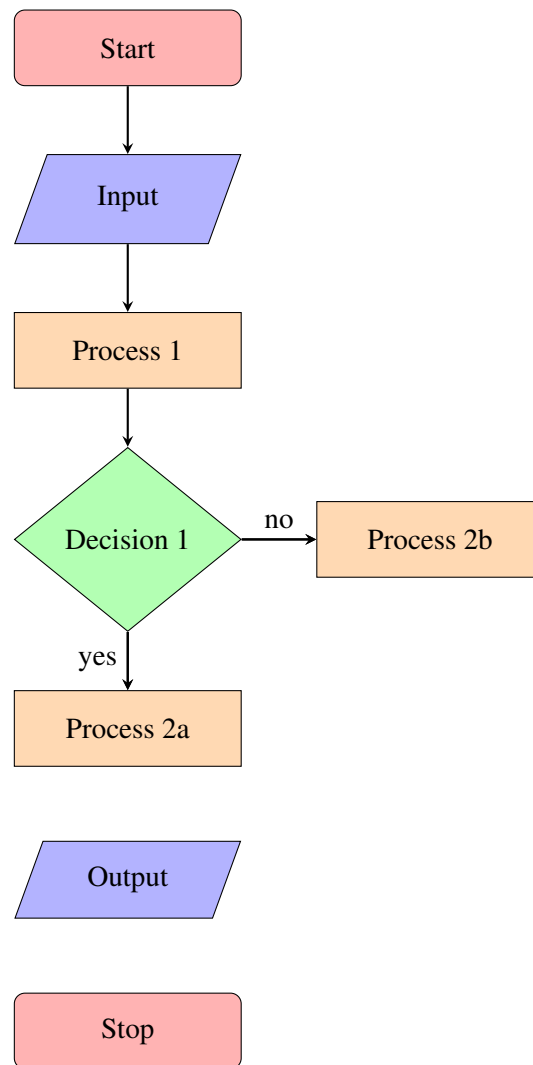 Start
Input
Process 1
Decision 1
no
Process 2b
yes
Process 2a
Output
Stop